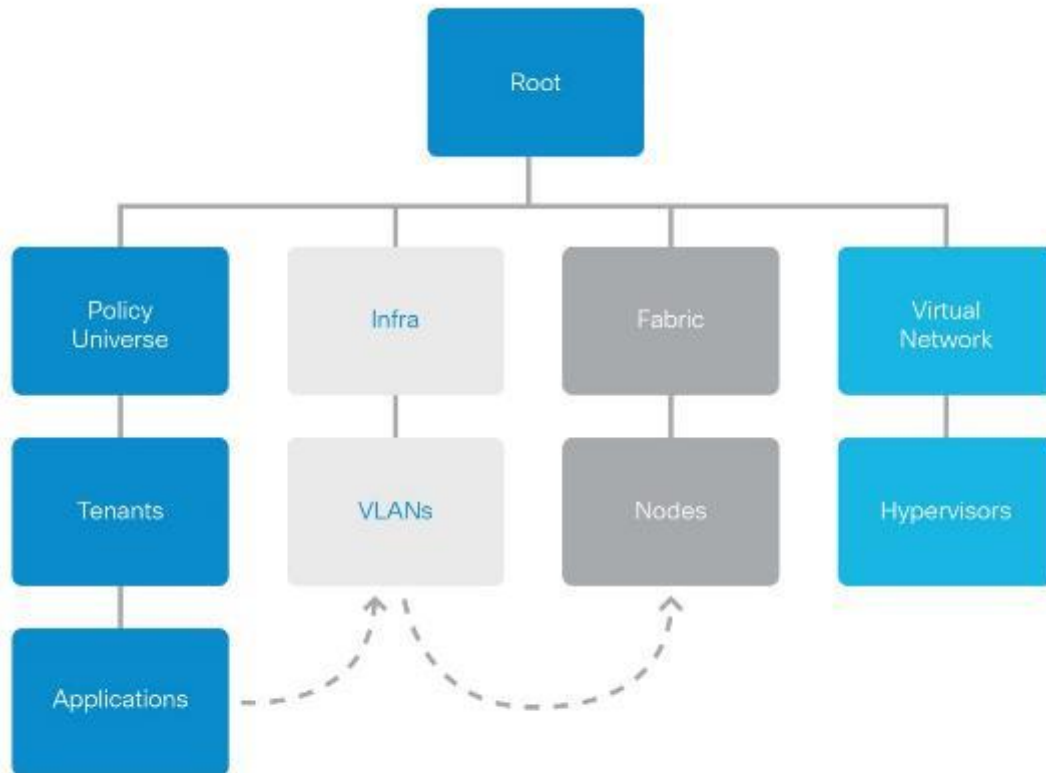 Root
Policy
Universe
Infra
Fabric
Virtual
Network
Tenants
VLANs
Nodes
Hypervisors
Applications